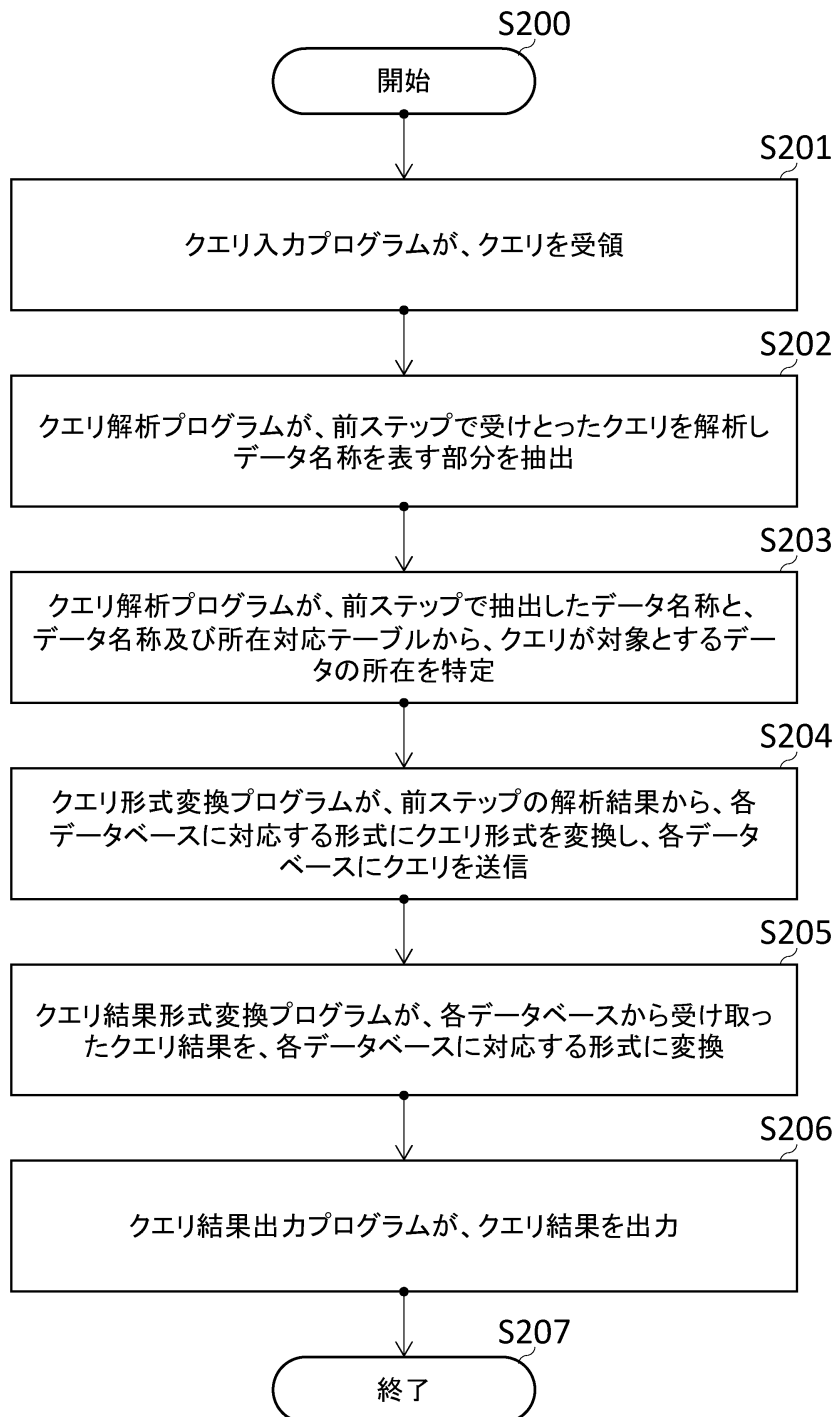 S200
開始
S201
クエリ入力プログラムが、クエリを受領
S202
クエリ解析プログラムが、前ステップで受けとったクエリを解析し
データ名称を表す部分を抽出
S203
クエリ解析プログラムが、前ステップで抽出したデータ名称と、
データ名称及び所在対応テーブルから、クエリが対象とするデー
タの所在を特定
S204
クエリ形式変換プログラムが、前ステップの解析結果から、各
データベースに対応する形式にクエリ形式を変換し、各データ
ベースにクエリを送信
S205
クエリ結果形式変換プログラムが、各データベースから受け取っ
たクエリ結果を、各データベースに対応する形式に変換
S206
クエリ結果出力プログラムが、クエリ結果を出力
S207
終了